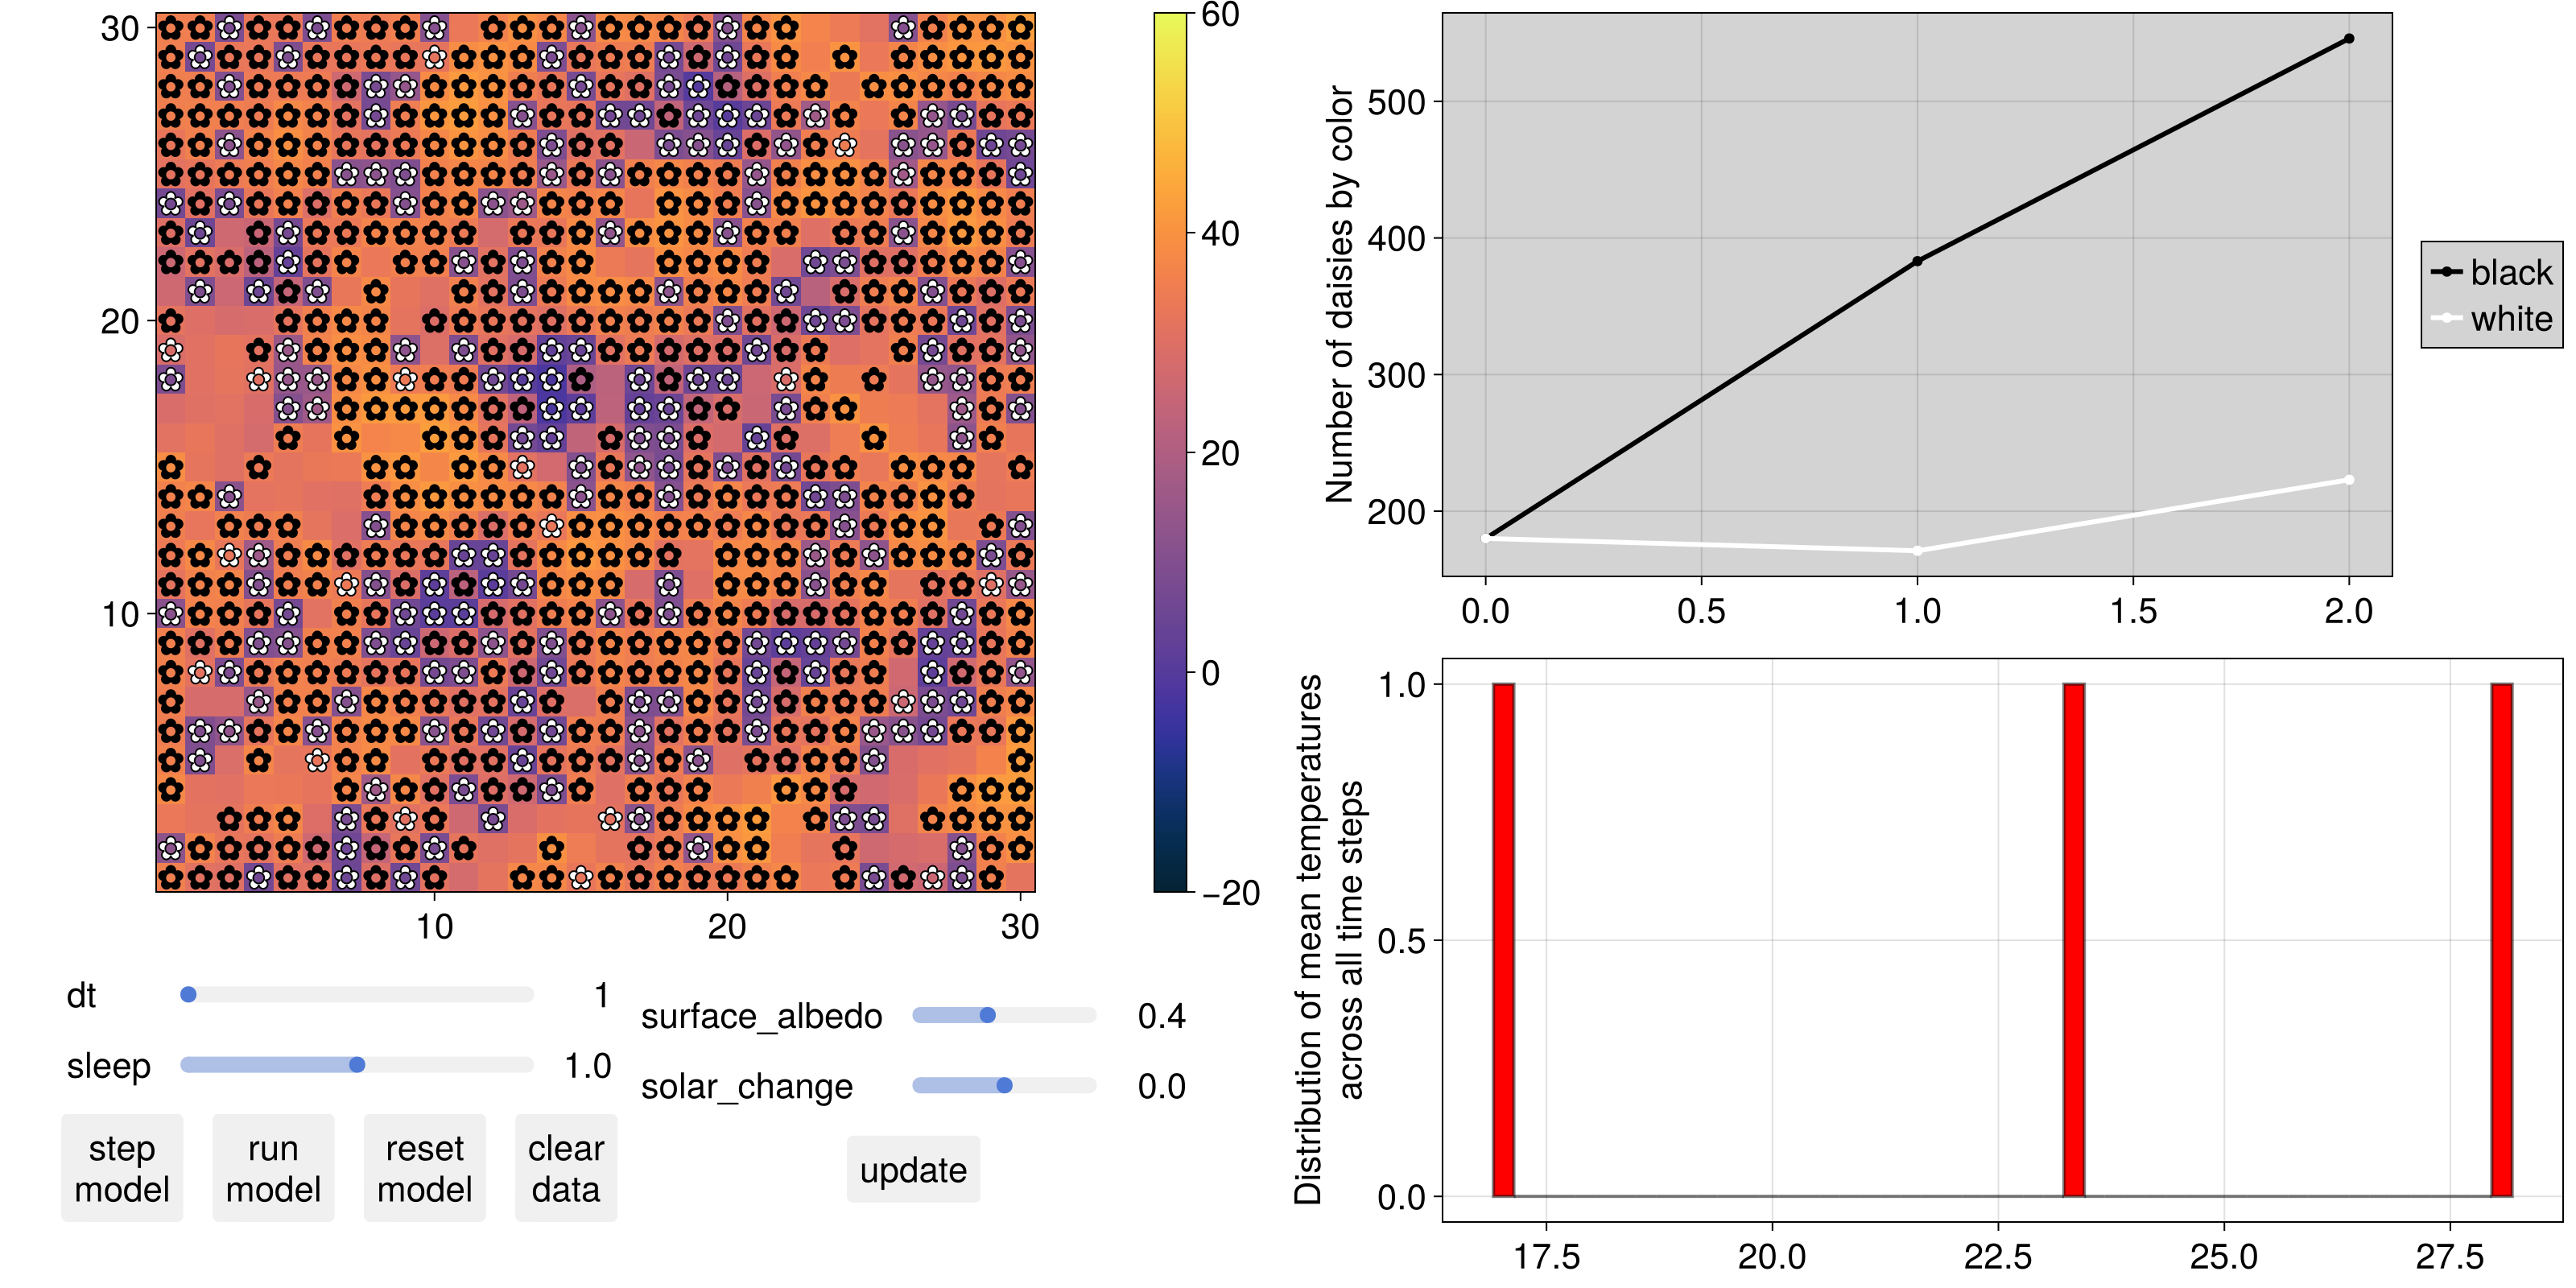 30
20
10
10
20
30
60
40
20
0
−20
Number of daisies by color
500
400
300
200
0.0
0.5
1.0
1.5
2.0
black
white
Distribution of mean temperatures
across all time steps
1.0
0.5
0.0
17.5
20.0
22.5
25.0
27.5
dt
1
sleep
1.0
surface_albedo
0.4
solar_change
0.0
step
model
run
model
reset
model
clear
data
update